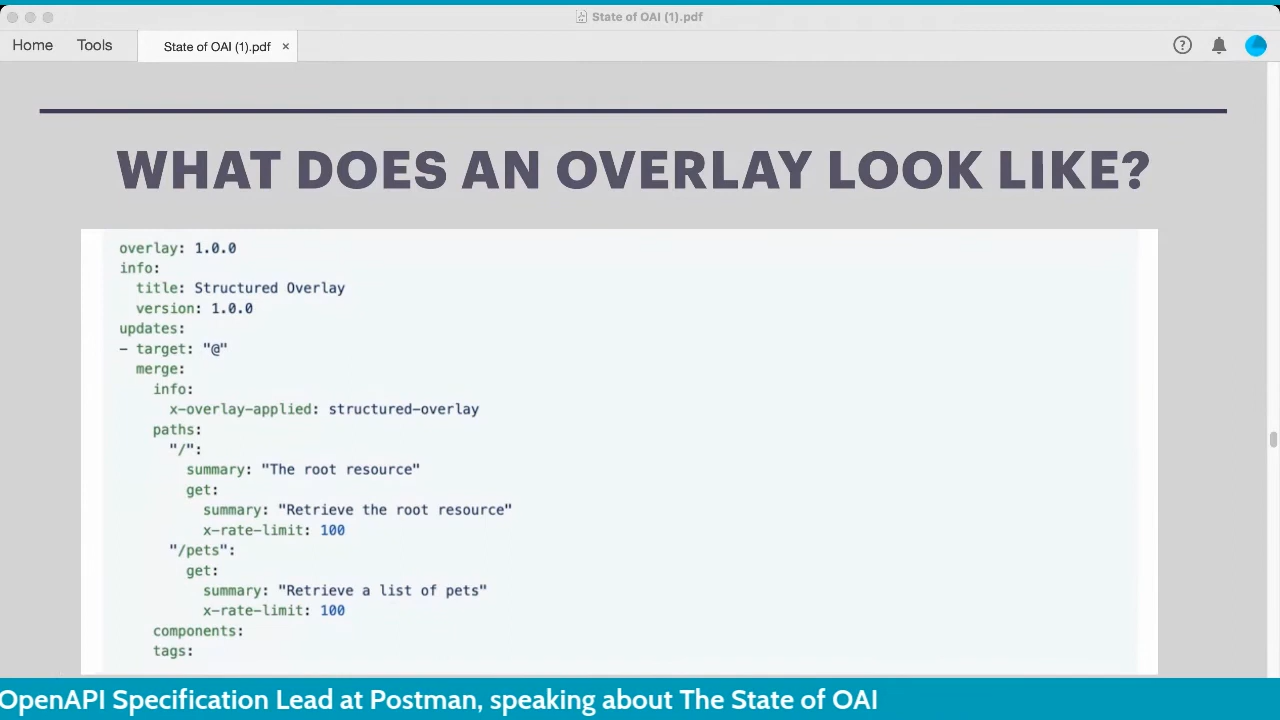 State of OAI (1).pdf
Home Tools State of OAI (1).pdf ×
WHAT DOES AN OVERLAY LOOK LIKE?
overlay: 1.0.0
info:
  title: Structured Overlay
  version: 1.0.0
updates:
- target: "@"
  merge:
    info:
      x-overlay-applied: structured-overlay
    paths:
      "/":
        summary: "The root resource"
        get:
          summary: "Retrieve the root resource"
          x-rate-limit: 100
      "/pets":
        get:
          summary: "Retrieve a list of pets"
          x-rate-limit: 100
    components:
    tags:
OpenAPI Specification Lead at Postman, speaking about The State of OAI